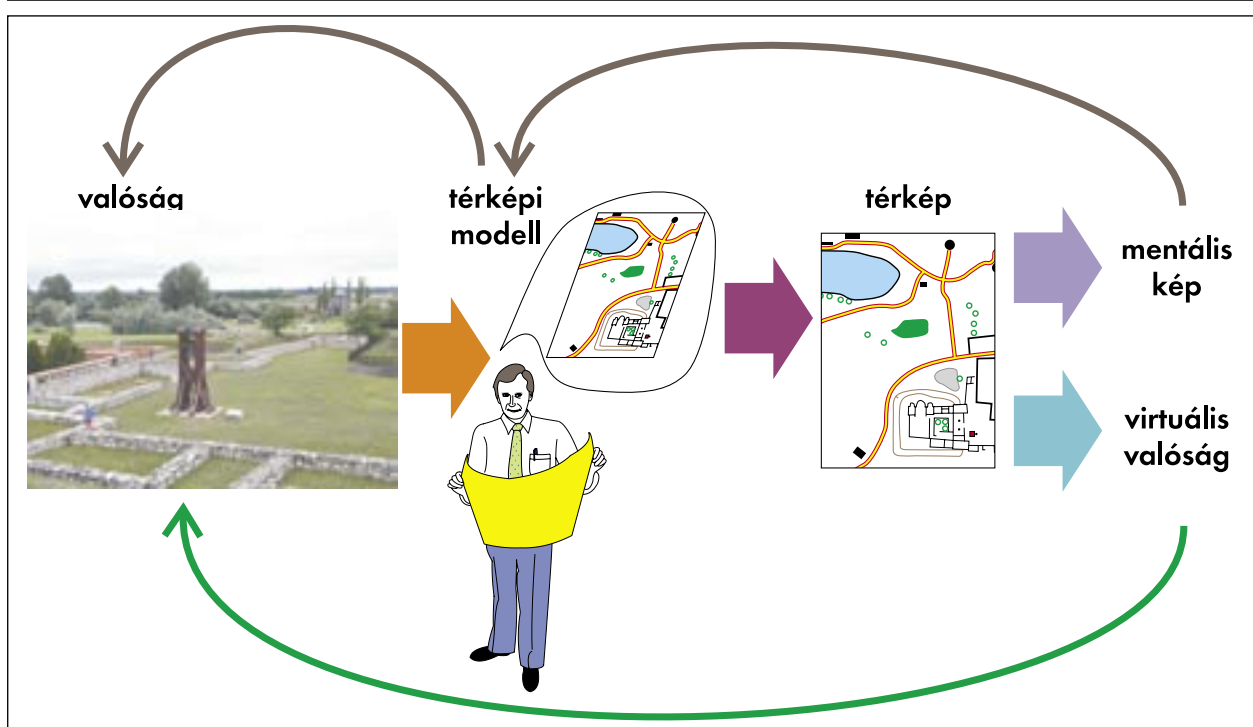 valóság
térképi
modell
térkép
mentális
kép
virtuális
valóság